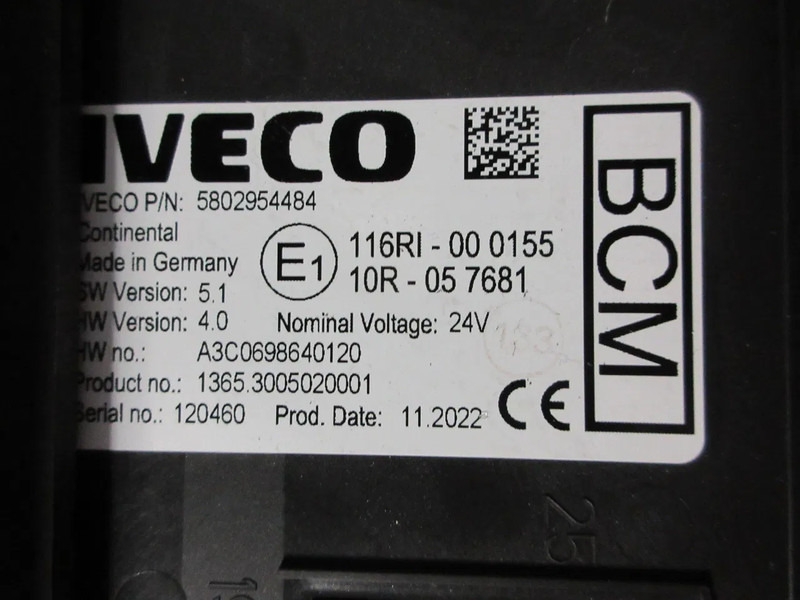 IVECO
IVECO P/N: 5802954484
Continental
Made in Germany
SW Version: 5.1
HW Version: 4.0
HW no.: A3C0698640120
Product no.: 1365.3005020001
Serial no.: 120460 Prod. Date: 11.2022
E1
116RI - 00 0155
10R - 05 7681
Nominal Voltage: 24V
133
CE
BCM
25